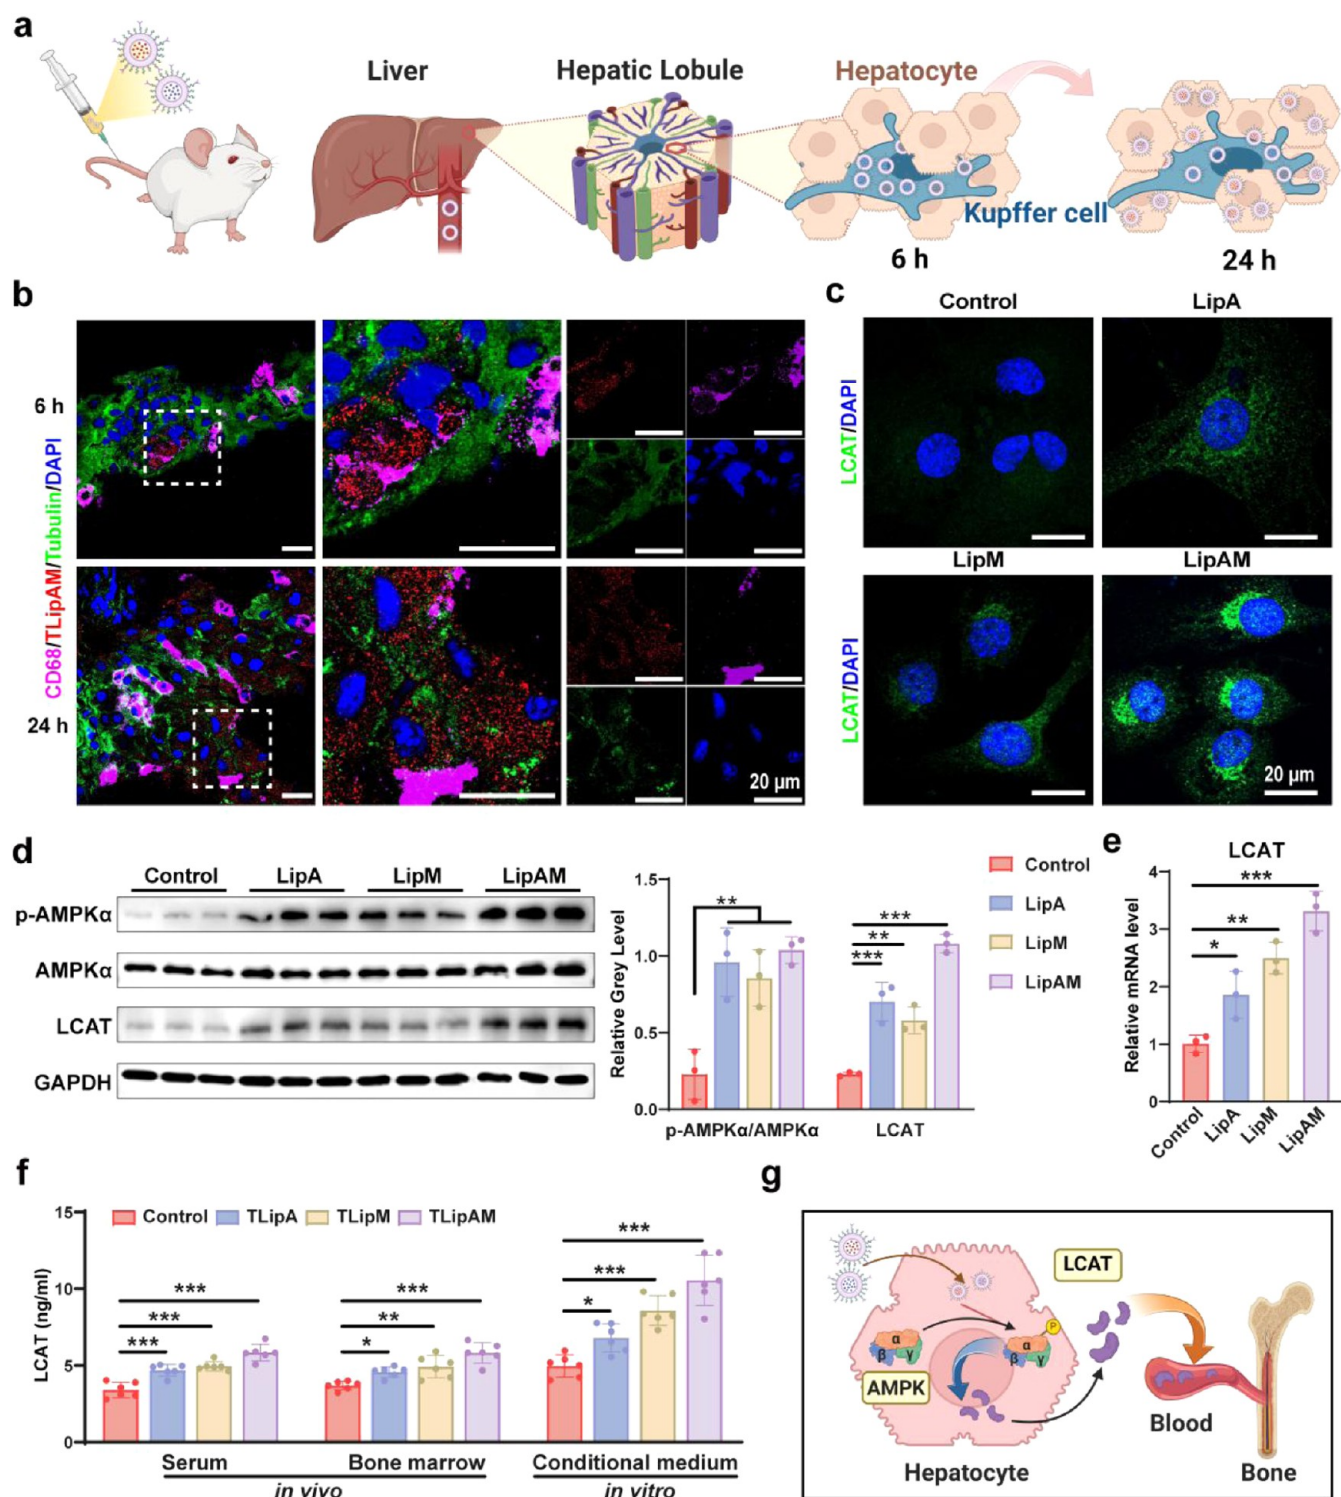 a
Liver
Hepatic Lobule
Hepatocyte
Kupffer cell
6 h
24 h
b
6 h
24 h
CD68/TLipAM/Tubulin/DAPI
20 µm
c
Control
LipA
LCAT/DAPI
LipM
LipAM
LCAT/DAPI
20 µm
d
Control LipA LipM LipAM
p-AMPKα
AMPKα
LCAT
GAPDH
Relative Grey Level
1.5
1.0
0.5
0.0
**
***
**
***
p-AMPKα/AMPKα LCAT
Control
LipA
LipM
LipAM
e
LCAT
Relative mRNA level
4
3
2
1
0
***
**
*
Control LipA LipM LipAM
f
LCAT (ng/ml)
15
10
5
0
Control TLipA TLipM TLipAM
***
***
***
***
**
*
***
***
*
Serum Bone marrow Conditional medium
in vivo in vitro
g
LCAT
P
α β γ
α β γ
AMPK
Blood
Hepatocyte
Bone